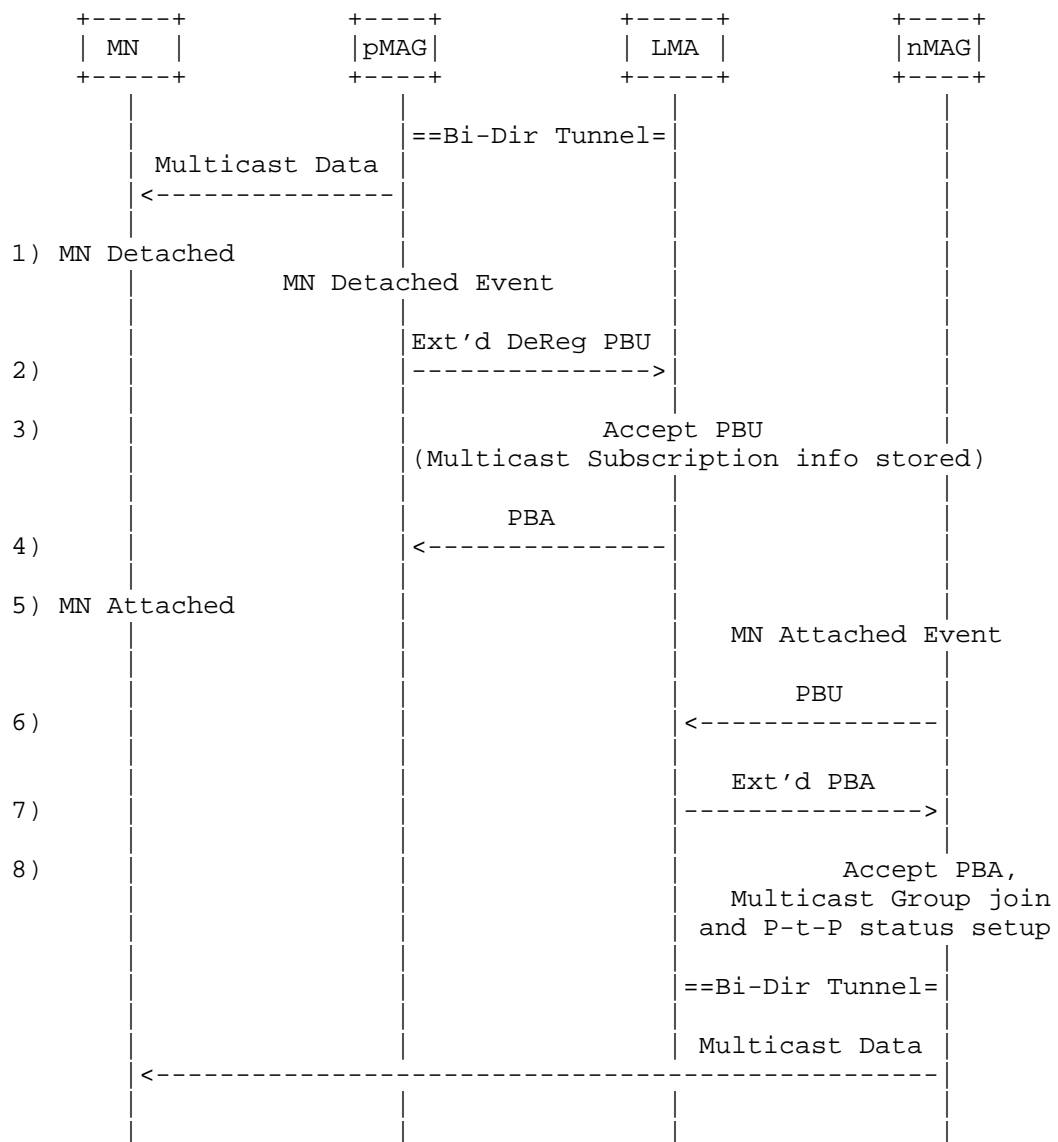 MN pMAG LMA nMAG
==Bi-Dir Tunnel=
Multicast Data
1) MN Detached
MN Detached Event
Ext'd DeReg PBU
2)
3) Accept PBU
(Multicast Subscription info stored)
PBA
4)
5) MN Attached
MN Attached Event
PBU
6)
Ext'd PBA
7)
8) Accept PBA,
Multicast Group join
and P-t-P status setup
==Bi-Dir Tunnel=
Multicast Data